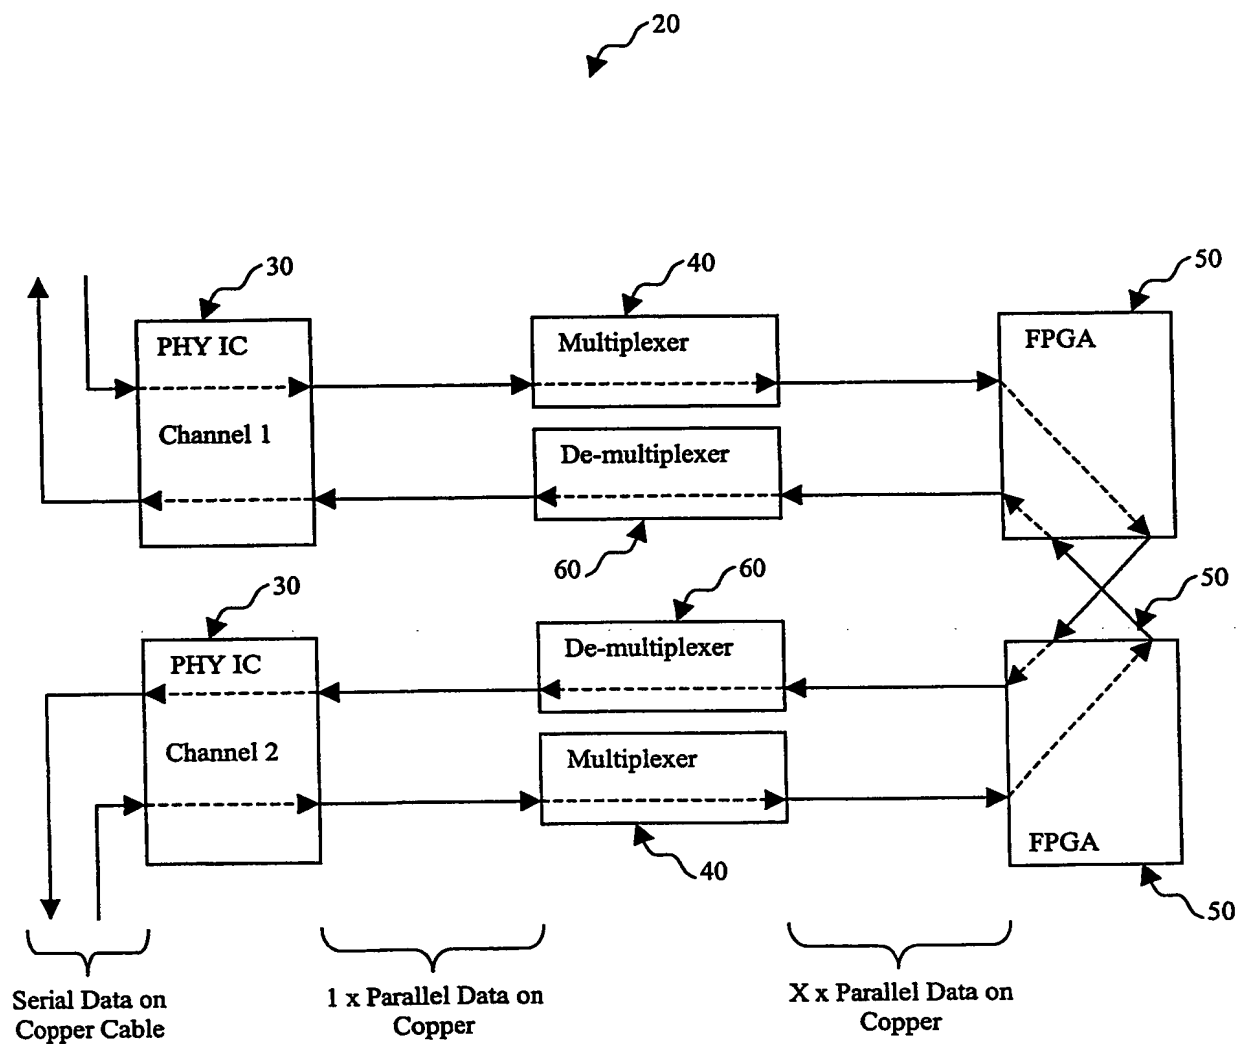 20
30
40
50
PHY IC
Multiplexer
FPGA
Channel 1
De-multiplexer
60
60
30
50
De-multiplexer
PHY IC
Channel 2
Multiplexer
FPGA
40
50
Serial Data on
Copper Cable
1 x Parallel Data on
Copper
X x Parallel Data on
Copper